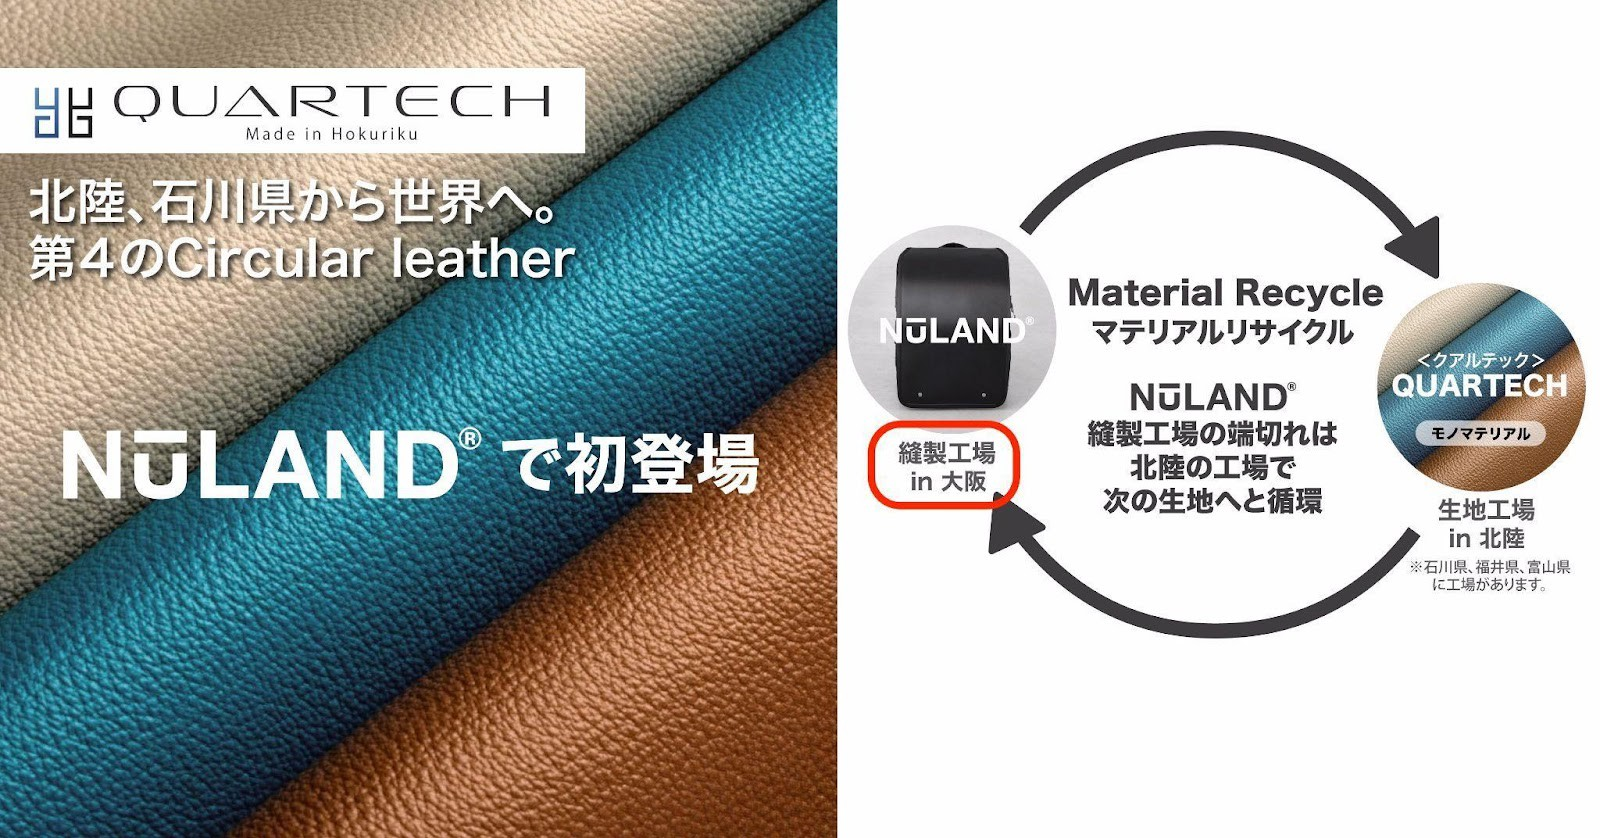 QUARTECH
Made in Hokuriku
北陸、石川県から世界へ。
第4のCircular leather
NūLAND® で初登場
NūLAND®
縫製工場
in 大阪
Material Recycle
マテリアルリサイクル
NūLAND®
縫製工場の端切れは
北陸の工場で
次の生地へと循環
＜クアルテック＞
QUARTECH
モノマテリアル
生地工場
in 北陸
※石川県、福井県、富山県
に工場があります。